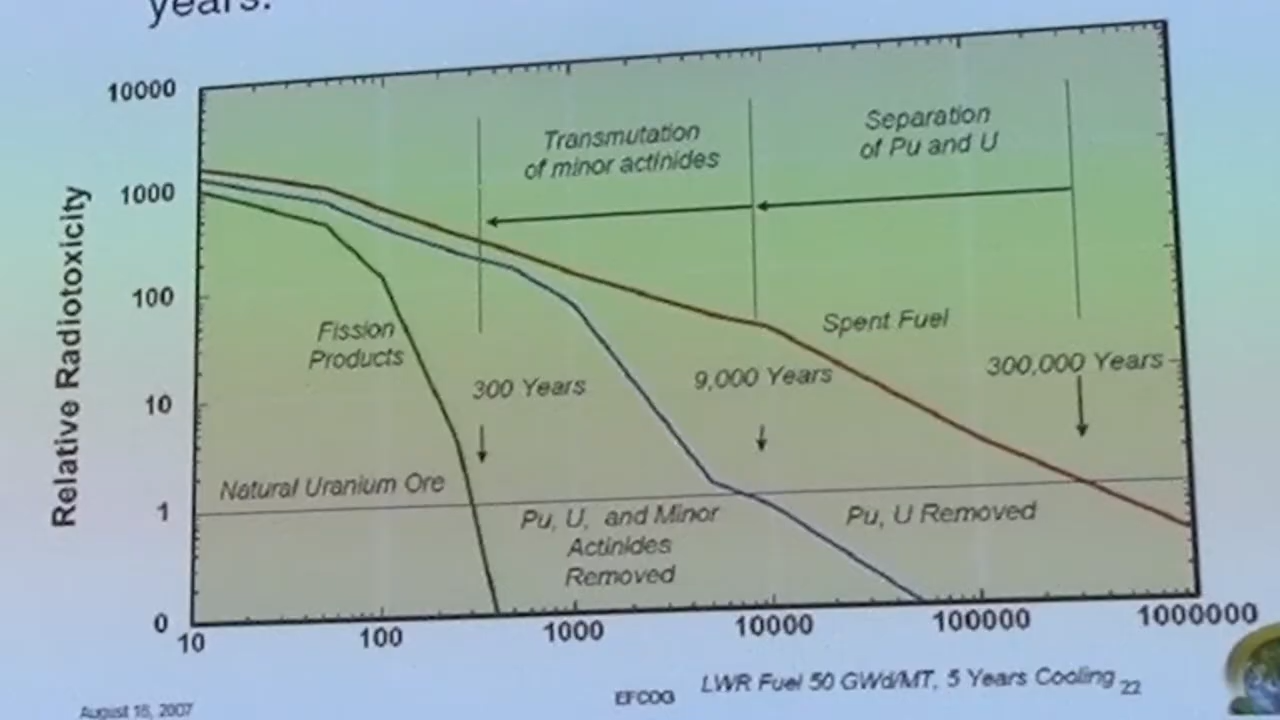 years.
10000
1000
100
10
1
0
Relative Radiotoxicity
Transmutation
of minor actinides
Separation
of Pu and U
Fission
Products
Spent Fuel
300 Years
9,000 Years
300,000 Years
Natural Uranium Ore
Pu, U, and Minor
Actinides
Removed
Pu, U Removed
10
100
1000
10000
100000
1000000
LWR Fuel 50 GWd/MT, 5 Years Cooling
August 16, 2007
EFCOG
22